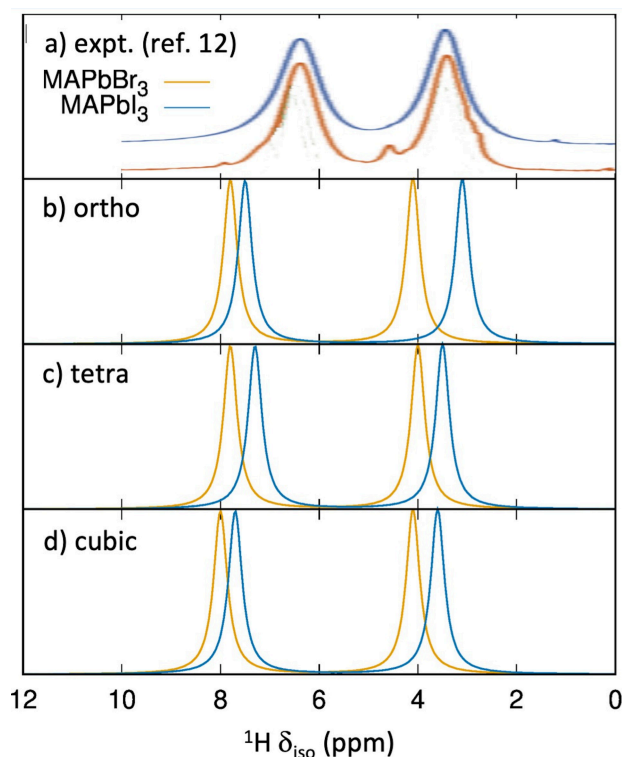 a) expt. (ref. 12)
MAPbBr₃
MAPbI₃
b) ortho
c) tetra
d) cubic
12 10 8 6 4 2 0
¹H δᵢₛₒ (ppm)